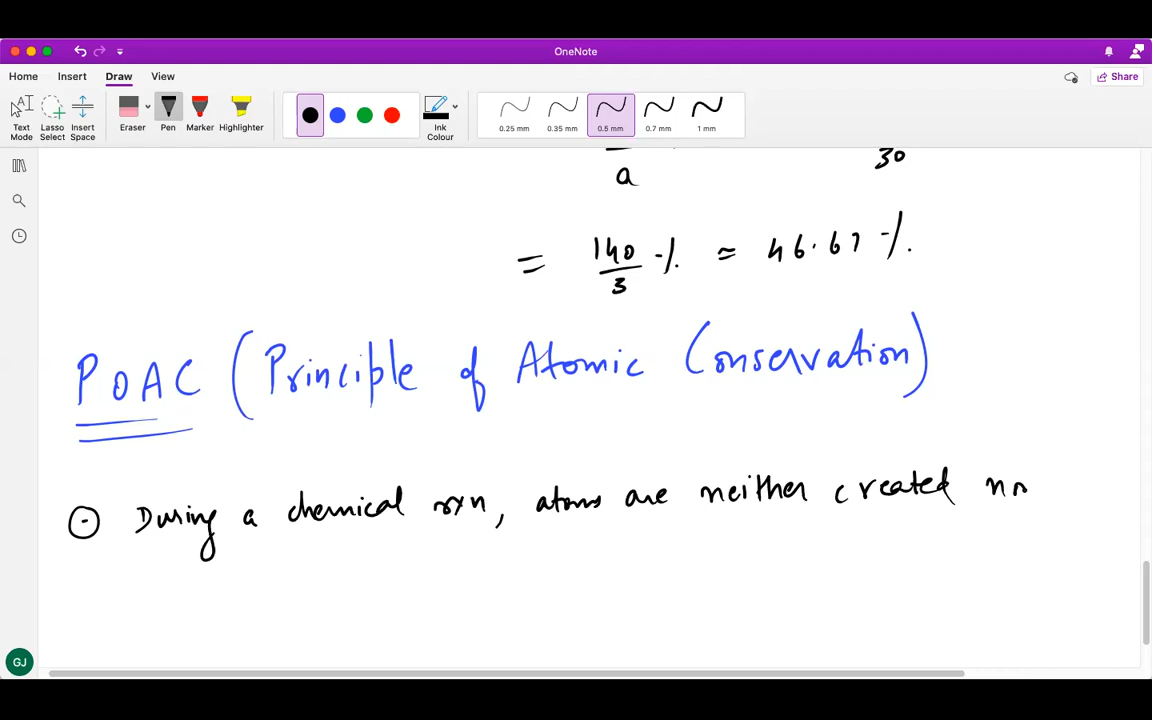 OneNote
Home Insert Draw View Share
Text Mode Lasso Select Insert Space Eraser Pen Marker Highlighter Ink Colour 0.25 mm 0.35 mm 0.5 mm 0.7 mm 1 mm
a 30
= 140/3 % ≈ 46.67 %
POAC (Principle of Atomic Conservation)
⊙ During a chemical rxn, atoms are neither created no
GJ